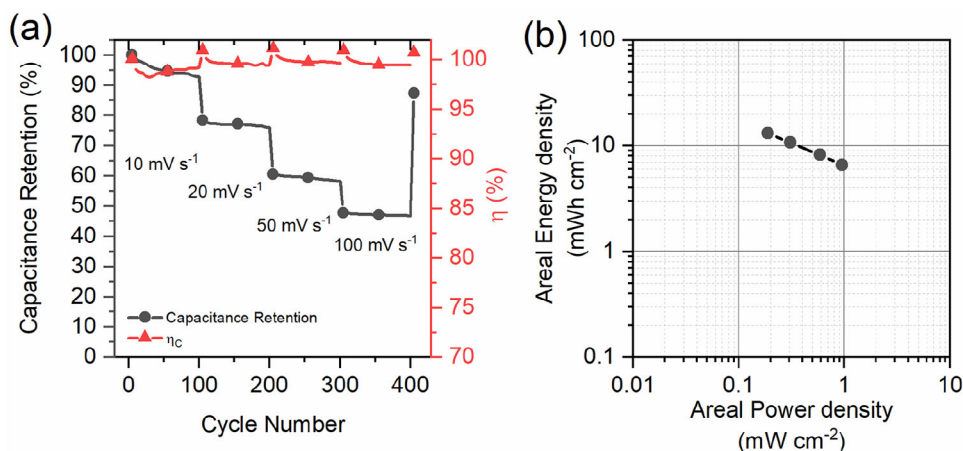 (a)
Capacitance Retention (%)
100
90
80
70
60
50
40
30
20
10
0
10 mV s-1
20 mV s-1
50 mV s-1
100 mV s-1
Capacitance Retention
ηC
0 100 200 300 400
Cycle Number
100
95
90
85
80
75
70
η (%)
(b)
Areal Energy density
(mWh cm-2)
100
10
1
0.1
0.01 0.1 1 10
Areal Power density
(mW cm-2)